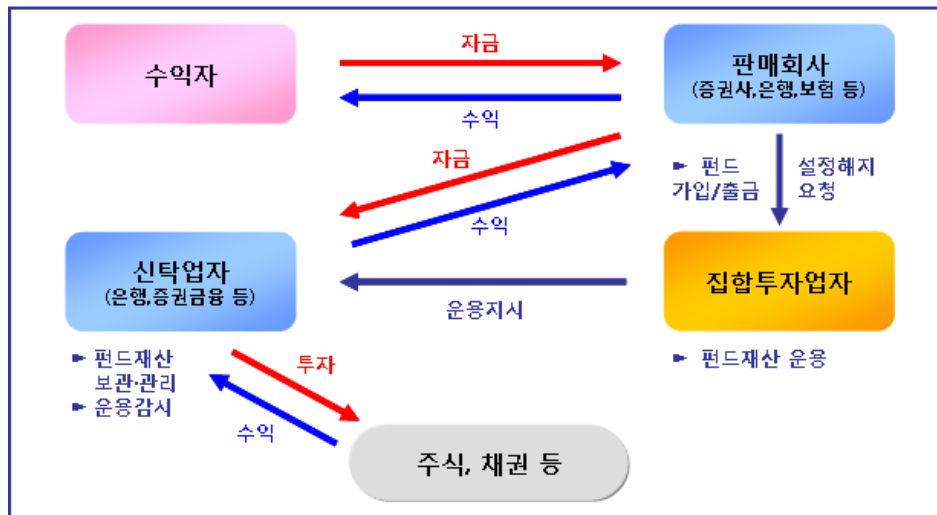 수익자
자금
수익
판매회사
(증권사,은행,보험 등)
자금
수익
► 펀드
가입/출금
설정해지
요청
신탁업자
(은행,증권금융 등)
운용지시
집합투자업자
► 펀드재산
보관·관리
► 운용감시
투자
수익
► 펀드재산 운용
주식, 채권 등